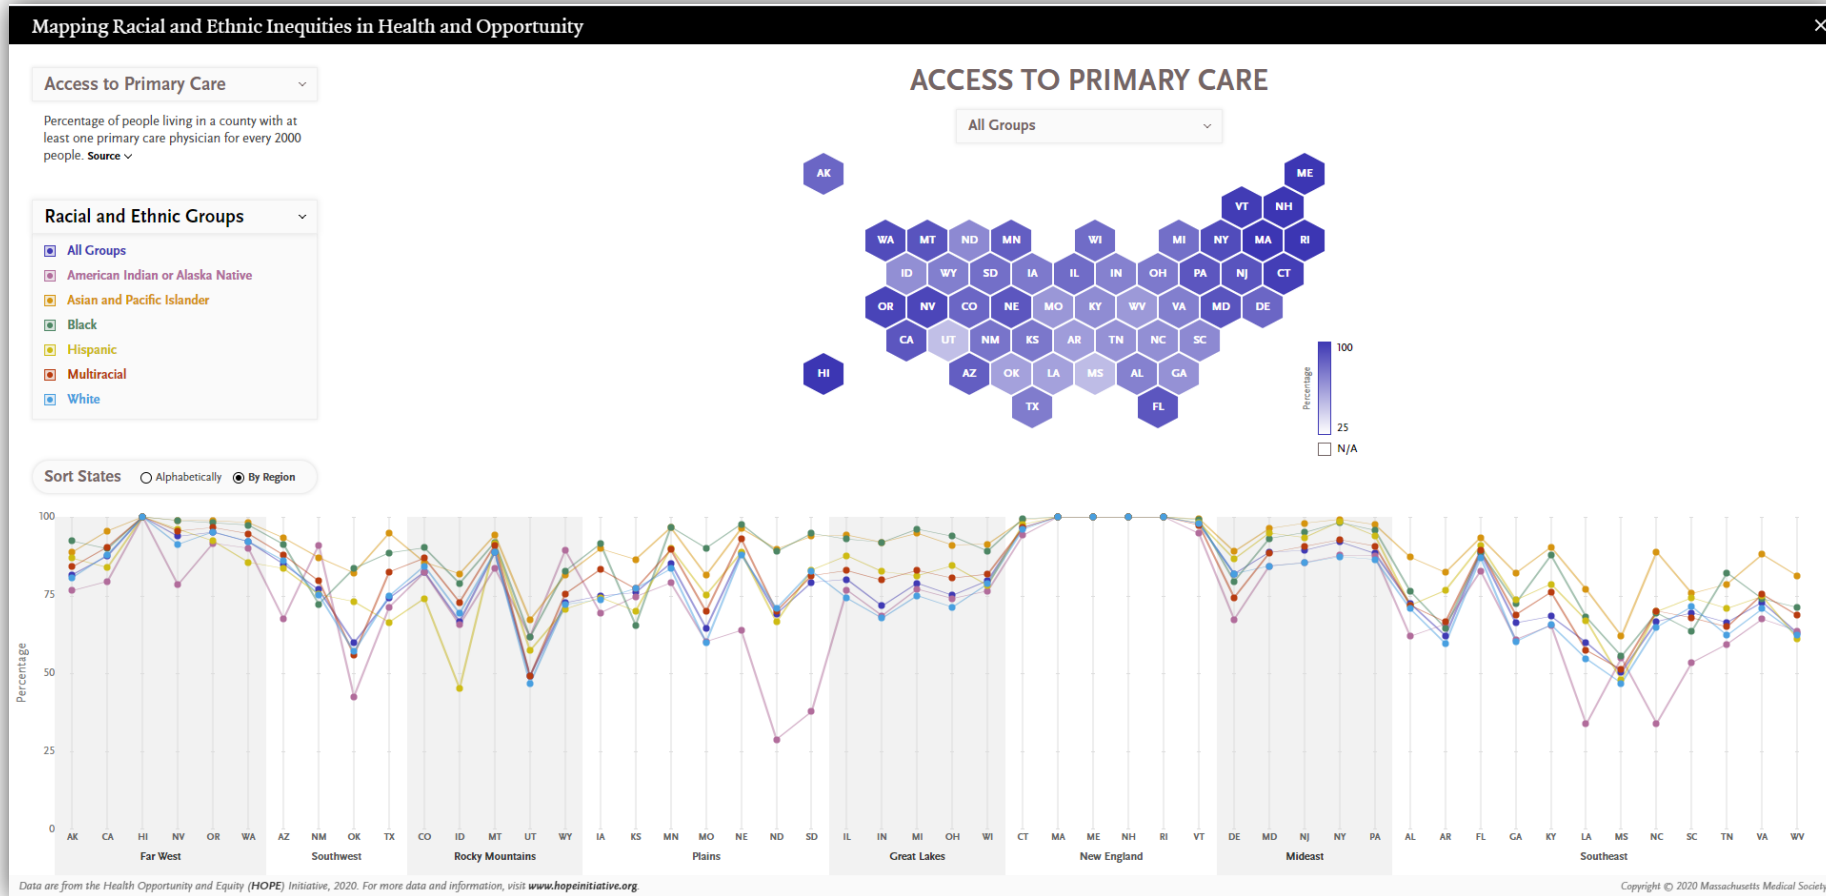 Mapping Racial and Ethnic Inequities in Health and Opportunity
Access to Primary Care
Percentage of people living in a county with at
least one primary care physician for every 2000
people. Source
Racial and Ethnic Groups
All Groups
American Indian or Alaska Native
Asian and Pacific Islander
Black
Hispanic
Multiracial
White
ACCESS TO PRIMARY CARE
All Groups
AK ME
VT NH
WA MT ND MN WI MI NY MA RI
ID WY SD IA IL IN OH PA NJ CT
OR NV CO NE MO KY WV VA MD DE
CA UT NM KS AR TN NC SC
HI AZ OK LA MS AL GA
TX FL
Percentage
100
25
N/A
Sort States Alphabetically By Region
Percentage
100
75
50
25
0
AK CA HI NV OR WA AZ NM OK TX CO ID MT UT WY IA KS MN MO NE ND SD IL IN MI OH WI CT MA ME NH RI VT DE MD NJ NY PA AL AR FL GA KY LA MS NC SC TN VA WV
Far West Southwest Rocky Mountains Plains Great Lakes New England Mideast Southeast
Data are from the Health Opportunity and Equity (HOPE) Initiative, 2020. For more data and information, visit www.hopeinitiative.org.
Copyright © 2020 Massachusetts Medical Society